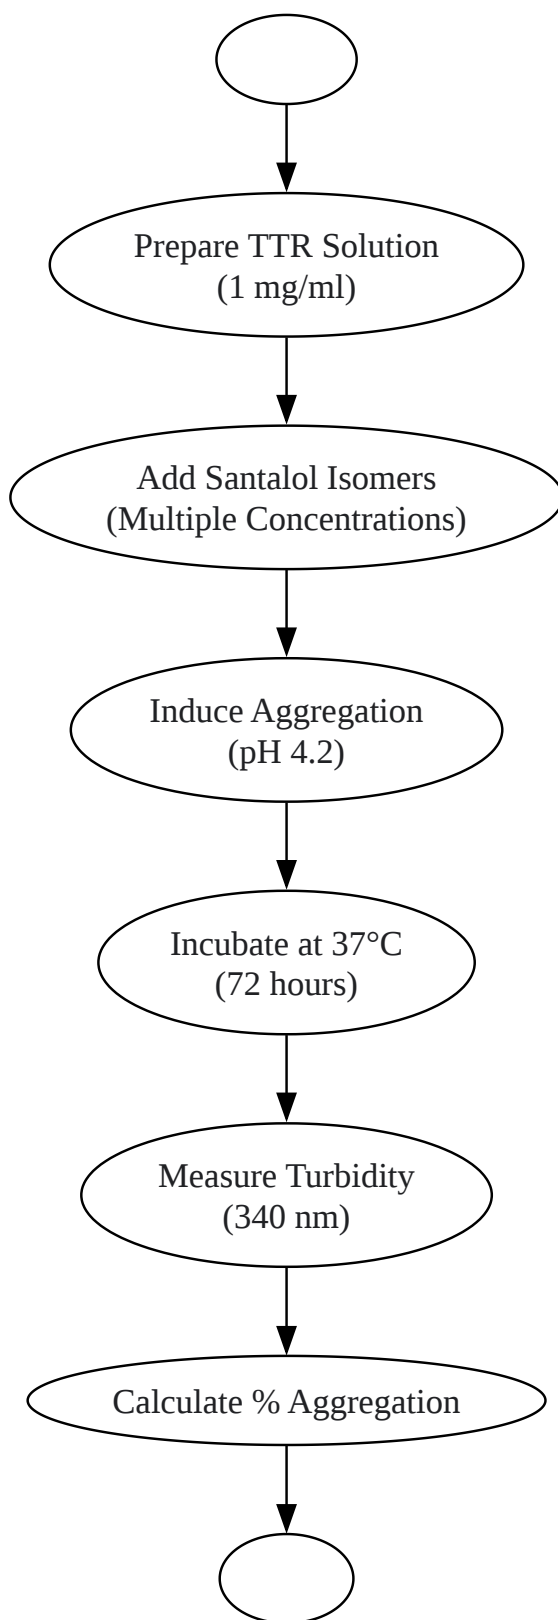 Prepare TTR Solution
(1 mg/ml)
Add Santalol Isomers
(Multiple Concentrations)
Induce Aggregation
(pH 4.2)
Incubate at 37°C
(72 hours)
Measure Turbidity
(340 nm)
Calculate % Aggregation